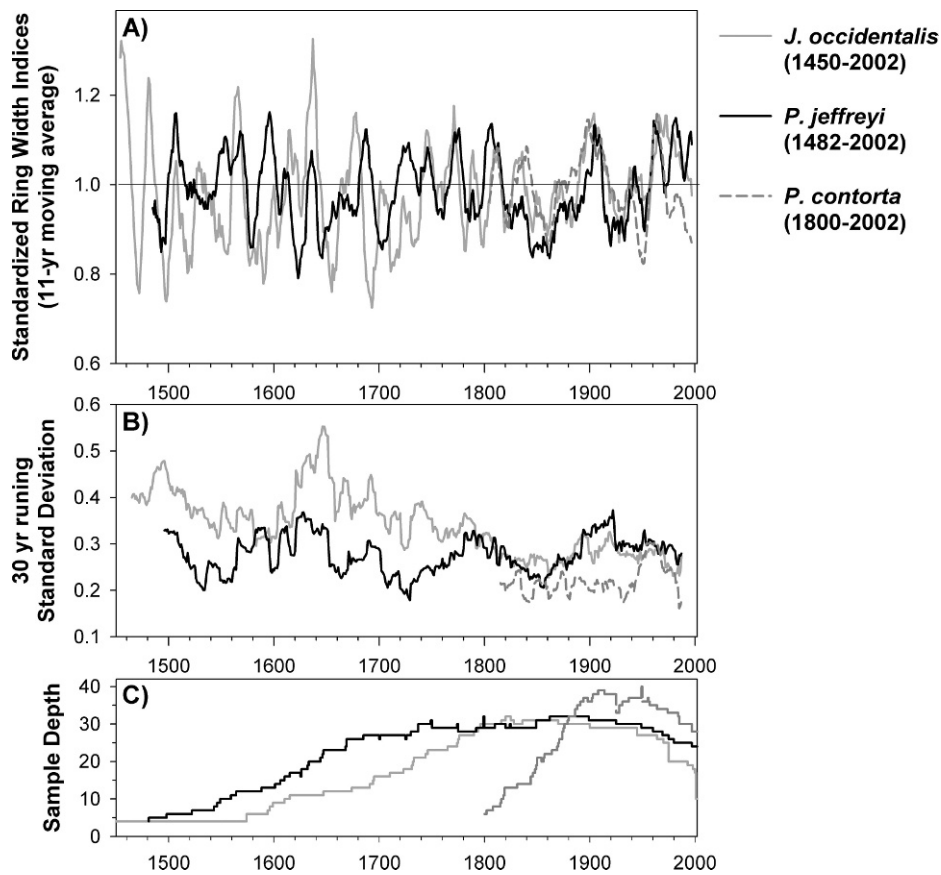 A)
Standardized Ring Width Indices
(11-yr moving average)
1.2
1.0
0.8
0.6
1500 1600 1700 1800 1900 2000
J. occidentalis
(1450-2002)
P. jeffreyi
(1482-2002)
P. contorta
(1800-2002)
B)
30 yr runing
Standard Deviation
0.6
0.5
0.4
0.3
0.2
0.1
1500 1600 1700 1800 1900 2000
C)
Sample Depth
40
30
20
10
0
1500 1600 1700 1800 1900 2000